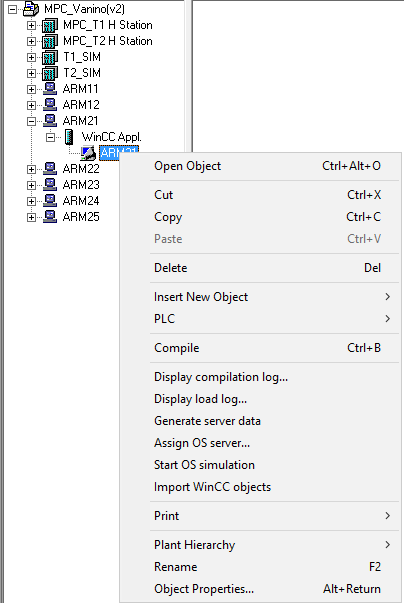 MPC_Vanino(v2)
MPC_T1 H Station
MPC_T2 H Station
T1_SIM
T2_SIM
ARM11
ARM12
ARM21
WinCC Appl.
ARM21
ARM22
ARM23
ARM24
ARM25
Open Object Ctrl+Alt+O
Cut Ctrl+X
Copy Ctrl+C
Paste Ctrl+V
Delete Del
Insert New Object
PLC
Compile Ctrl+B
Display compilation log...
Display load log...
Generate server data
Assign OS server...
Start OS simulation
Import WinCC objects
Print
Plant Hierarchy
Rename F2
Object Properties... Alt+Return